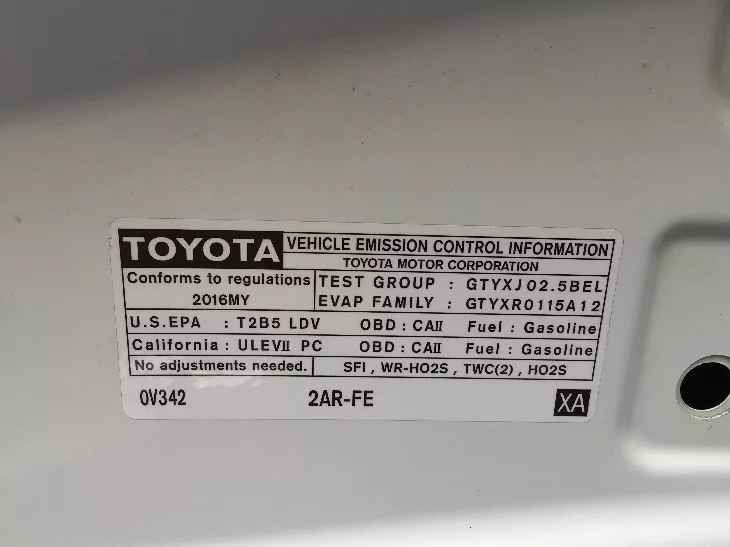 TOYOTA VEHICLE EMISSION CONTROL INFORMATION
TOYOTA MOTOR CORPORATION
Conforms to regulations TEST GROUP : GTYXJ02.5BEL
2016MY EVAP FAMILY : GTYXR0115A12
U.S.EPA : T2B5 LDV OBD : CAII Fuel : Gasoline
California : ULEVII PC OBD : CAII Fuel : Gasoline
No adjustments needed. SFI , WR-HO2S , TWC(2) , HO2S
0V342 2AR-FE XA